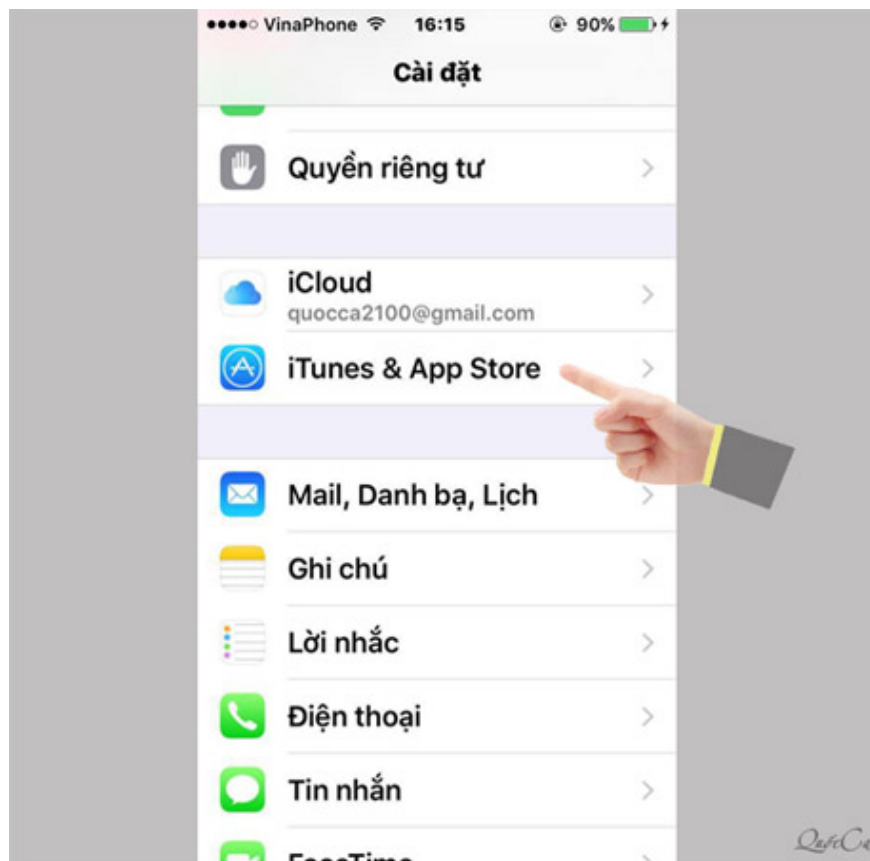 VinaPhone 16:15 90%
Cài đặt
Quyền riêng tư
iCloud
quocca2100@gmail.com
iTunes & App Store
Mail, Danh bạ, Lịch
Ghi chú
Lời nhắc
Điện thoại
Tin nhắn
FaceTime